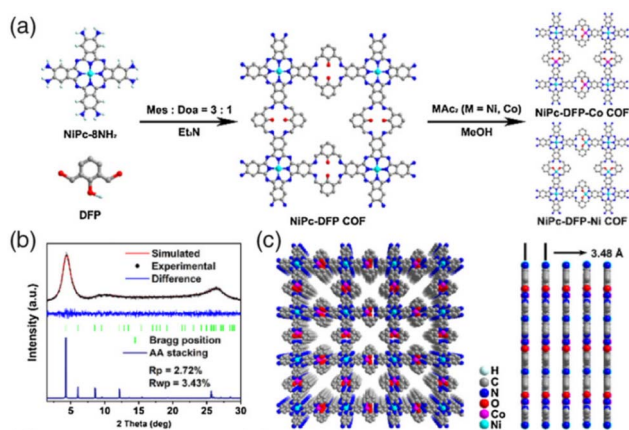 (a)
NiPc-8NH₂
DFP
Mes : Doa = 3 : 1
Et₃N
NiPc-DFP COF
MAc₂ (M = Ni, Co)
MeOH
NiPc-DFP-Co COF
NiPc-DFP-Ni COF
(b)
Intensity (a.u.)
Simulated
Experimental
Difference
Bragg position
AA stacking
Rp = 2.72%
Rwp = 3.43%
5 10 15 20 25 30
2 Theta (deg)
(c)
3.48 Å
H
C
N
O
Co
Ni